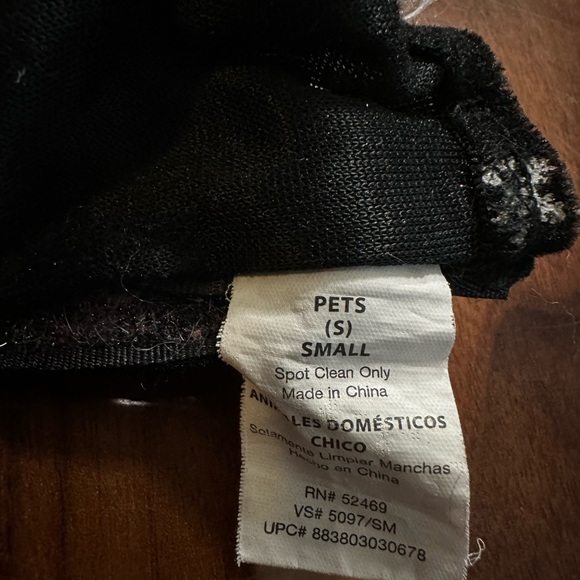 PETS
(S)
SMALL
Spot Clean Only
Made in China
ANIMALES DOMÉSTICOS
CHICO
Solamente Limpiar Manchas
Hecho en China
RN# 52469
VS# 5097/SM
UPC# 883803030678